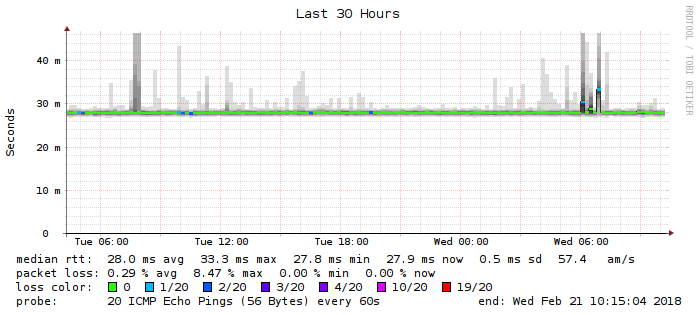 Last 30 Hours
RRDTOOL / TOBI OETIKER
Seconds
40 m
30 m
20 m
10 m
0
Tue 06:00 Tue 12:00 Tue 18:00 Wed 00:00 Wed 06:00
median rtt: 28.0 ms avg 33.3 ms max 27.8 ms min 27.9 ms now 0.5 ms sd 57.4 am/s
packet loss: 0.29 % avg 8.47 % max 0.00 % min 0.00 % now
loss color: 0 1/20 2/20 3/20 4/20 10/20 19/20
probe: 20 ICMP Echo Pings (56 Bytes) every 60s end: Wed Feb 21 10:15:04 2018